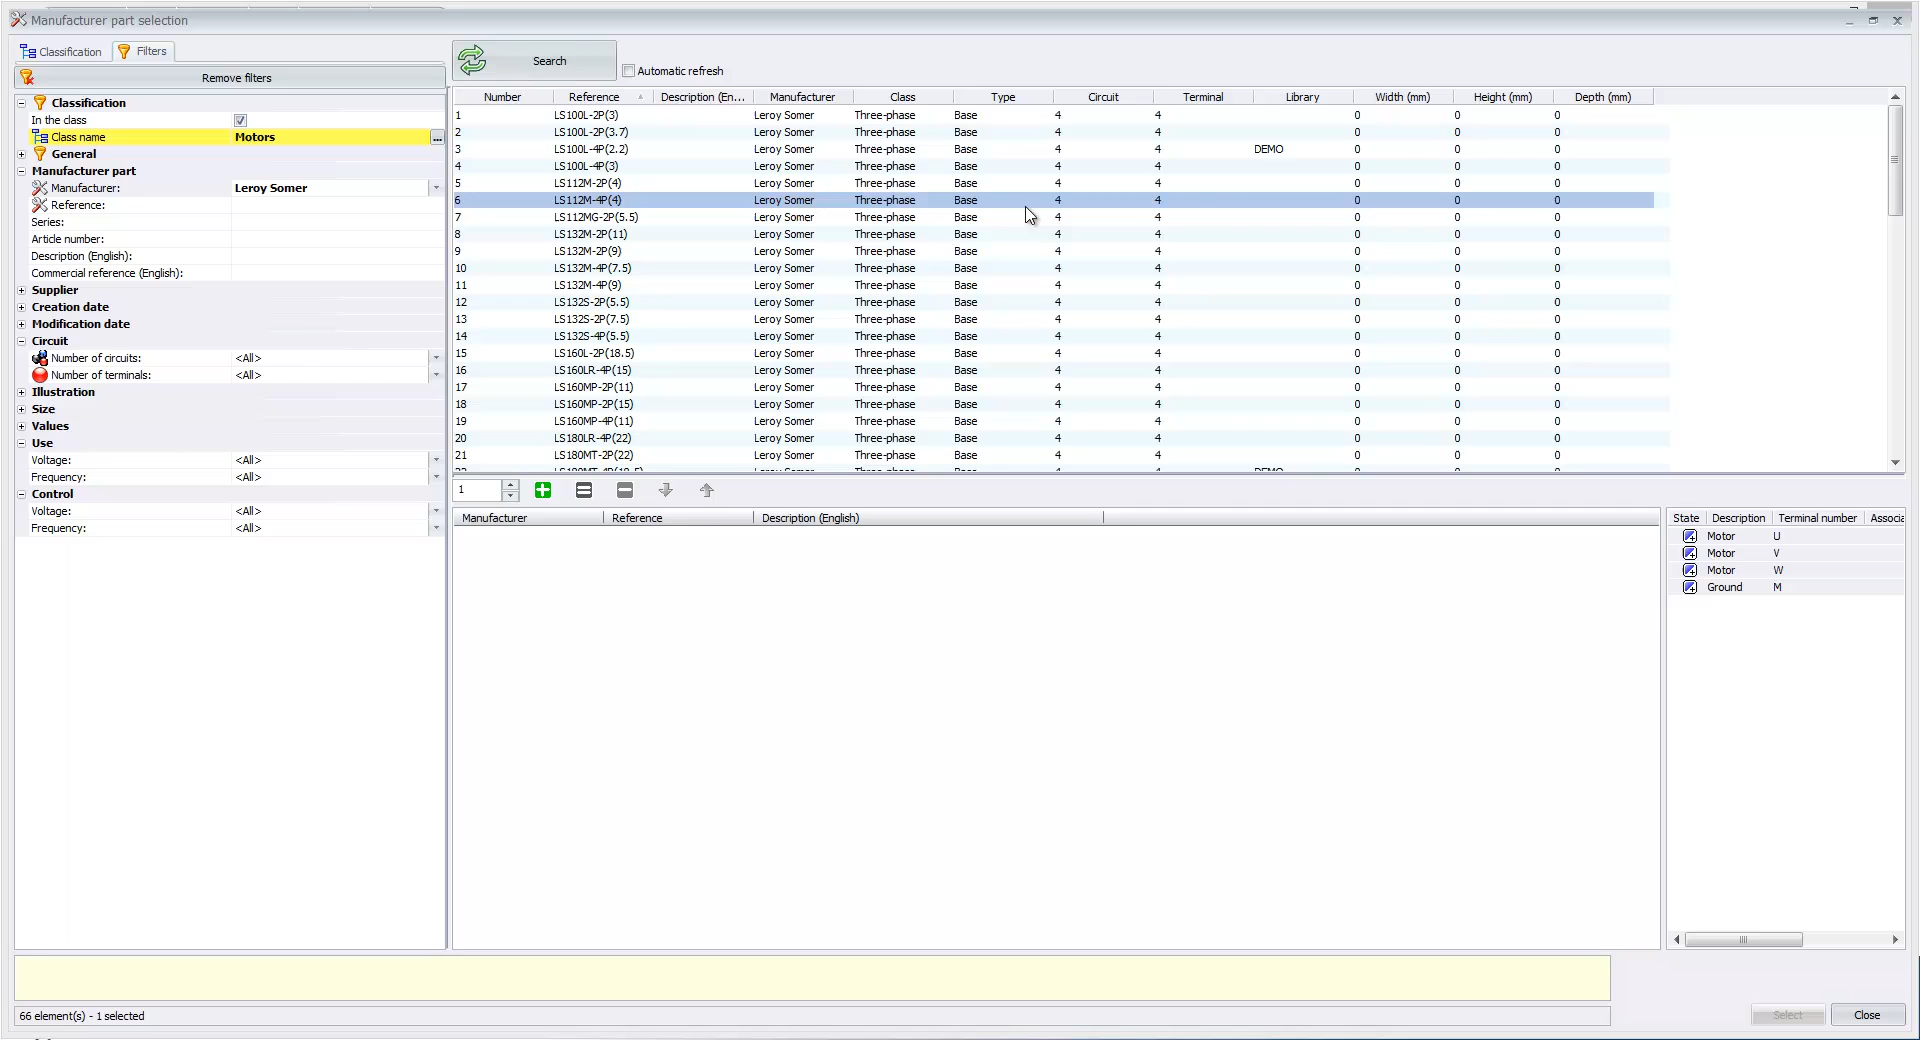 Manufacturer part selection
Classification Filters
Remove filters
Classification
In the class
Class name Motors ...
General
Manufacturer part
Manufacturer: Leroy Somer
Reference:
Series:
Article number:
Description (English):
Commercial reference (English):
Supplier
Creation date
Modification date
Circuit
Number of circuits: <All>
Number of terminals: <All>
Illustration
Size
Values
Use
Voltage: <All>
Frequency: <All>
Control
Voltage: <All>
Frequency: <All>
Search
Automatic refresh
Number Reference Description (En... Manufacturer Class Type Circuit Terminal Library Width (mm) Height (mm) Depth (mm)
1 LS100L-2P(3) Leroy Somer Three-phase Base 4 4 0 0 0
2 LS100L-2P(3.7) Leroy Somer Three-phase Base 4 4 0 0 0
3 LS100L-4P(2.2) Leroy Somer Three-phase Base 4 4 DEMO 0 0 0
4 LS100L-4P(3) Leroy Somer Three-phase Base 4 4 0 0 0
5 LS112M-2P(4) Leroy Somer Three-phase Base 4 4 0 0 0
6 LS112M-4P(4) Leroy Somer Three-phase Base 4 4 0 0 0
7 LS112MG-2P(5.5) Leroy Somer Three-phase Base 4 4 0 0 0
8 LS132M-2P(11) Leroy Somer Three-phase Base 4 4 0 0 0
9 LS132M-2P(9) Leroy Somer Three-phase Base 4 4 0 0 0
10 LS132M-4P(7.5) Leroy Somer Three-phase Base 4 4 0 0 0
11 LS132M-4P(9) Leroy Somer Three-phase Base 4 4 0 0 0
12 LS132S-2P(5.5) Leroy Somer Three-phase Base 4 4 0 0 0
13 LS132S-2P(7.5) Leroy Somer Three-phase Base 4 4 0 0 0
14 LS132S-4P(5.5) Leroy Somer Three-phase Base 4 4 0 0 0
15 LS160L-2P(18.5) Leroy Somer Three-phase Base 4 4 0 0 0
16 LS160LR-4P(15) Leroy Somer Three-phase Base 4 4 0 0 0
17 LS160MP-2P(11) Leroy Somer Three-phase Base 4 4 0 0 0
18 LS160MP-2P(15) Leroy Somer Three-phase Base 4 4 0 0 0
19 LS160MP-4P(11) Leroy Somer Three-phase Base 4 4 0 0 0
20 LS180LR-4P(22) Leroy Somer Three-phase Base 4 4 0 0 0
21 LS180MT-2P(22) Leroy Somer Three-phase Base 4 4 0 0 0
22 LS180MT-4P(18.5) Leroy Somer Three-phase Base 4 4 DEMO 0 0 0
1
Manufacturer Reference Description (English)
State Description Terminal number Associa
Motor U
Motor V
Motor W
Ground M
66 element(s) - 1 selected
Select Close